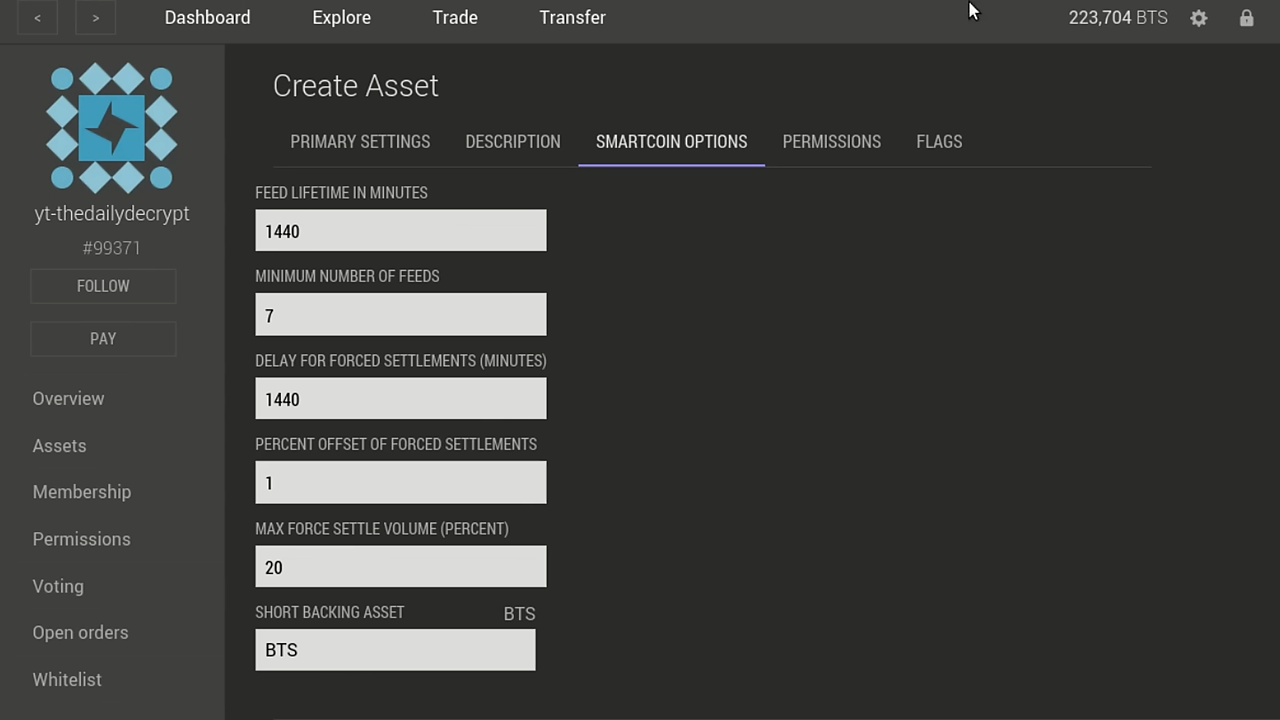 < > Dashboard Explore Trade Transfer 223,704 BTS
yt-thedailydecrypt
#99371
FOLLOW
PAY
Overview
Assets
Membership
Permissions
Voting
Open orders
Whitelist
Create Asset
PRIMARY SETTINGS DESCRIPTION SMARTCOIN OPTIONS PERMISSIONS FLAGS
FEED LIFETIME IN MINUTES
1440
MINIMUM NUMBER OF FEEDS
7
DELAY FOR FORCED SETTLEMENTS (MINUTES)
1440
PERCENT OFFSET OF FORCED SETTLEMENTS
1
MAX FORCE SETTLE VOLUME (PERCENT)
20
SHORT BACKING ASSET BTS
BTS